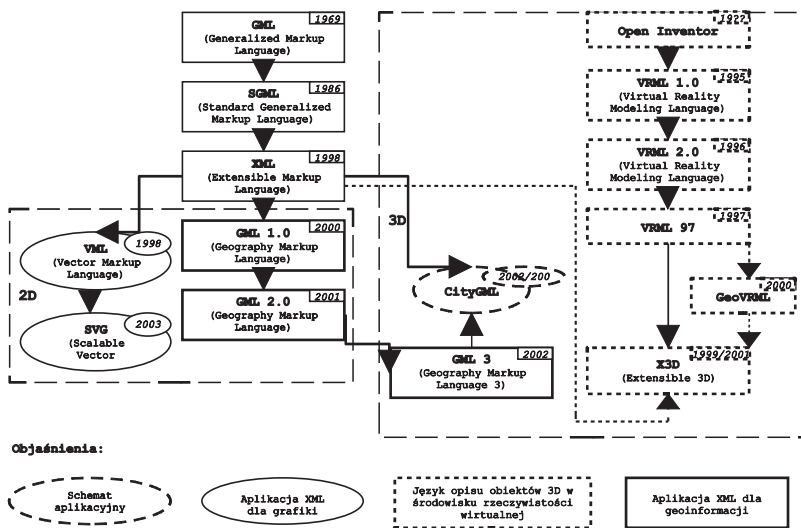 GML
1969
(Generalized Markup
Language)
SGML
1986
(Standard Generalized
Markup Language)
XML
1998
(Extensible Markup
Language)
2D
VML
1998
(Vector Markup
Language)
SVG
2003
(Scalable
Vector
GML 1.0
2000
(Geography Markup
Language)
GML 2.0
2001
(Geography Markup
Language)
3D
CityGML
2002/200
GML 3
2002
(Geography Markup
Language 3)
Open Inventor
19??
VRML 1.0
1995
(Virtual Reality
Modeling Language)
VRML 2.0
1996
(Virtual Reality
Modeling Language)
VRML 97
1997
GeoVRML
2000
X3D
1999/2001
(Extensible 3D)
Objaśnienia:
Schemat
aplikacyjny
Aplikacja XML
dla grafiki
Język opisu obiektów 3D w
środowisku rzeczywistości
wirtualnej
Aplikacja XML dla
geoinformacji